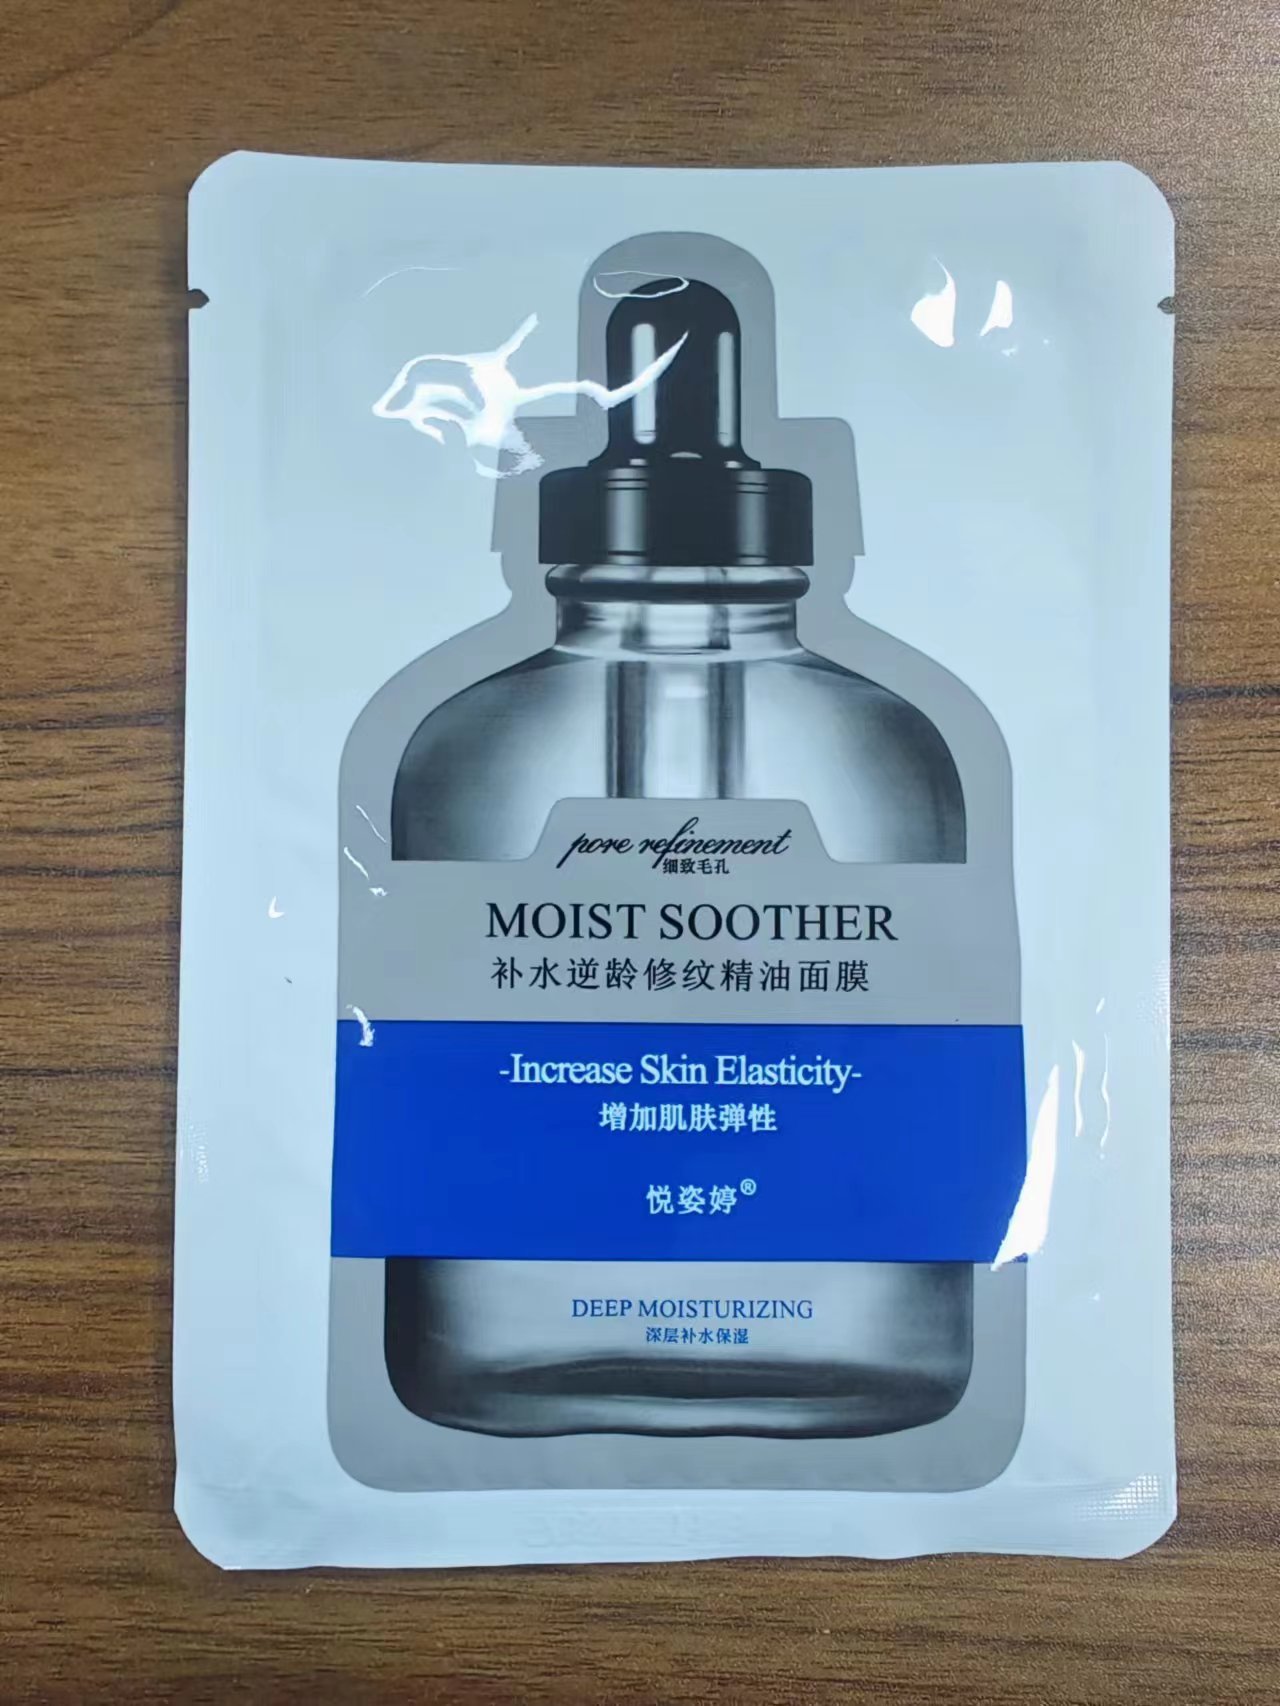 pore refinement
细致毛孔
MOIST SOOTHER
补水逆龄修纹精油面膜
-Increase Skin Elasticity-
增加肌肤弹性
悦姿婷®
DEEP MOISTURIZING
深层补水保湿